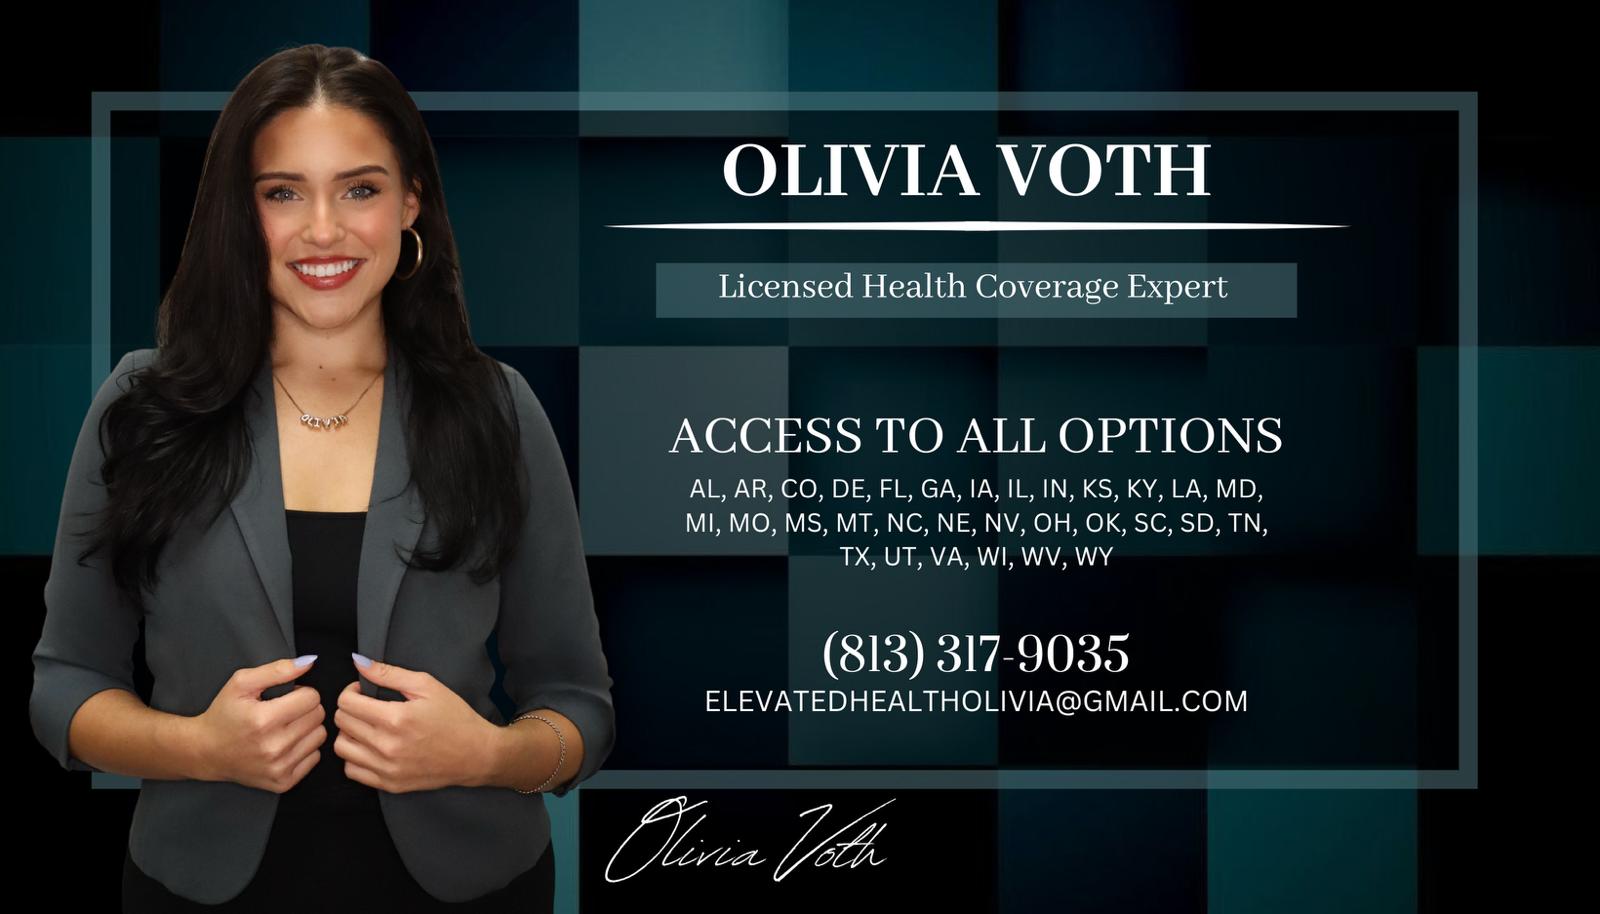 OLIVIA VOTH
Licensed Health Coverage Expert
ACCESS TO ALL OPTIONS
AL, AR, CO, DE, FL, GA, IA, IL, IN, KS, KY, LA, MD,
MI, MO, MS, MT, NC, NE, NV, OH, OK, SC, SD, TN,
TX, UT, VA, WI, WV, WY
(813) 317-9035
ELEVATEDHEALTHOLIVIA@GMAIL.COM
Olivia Voth
OLIVIA